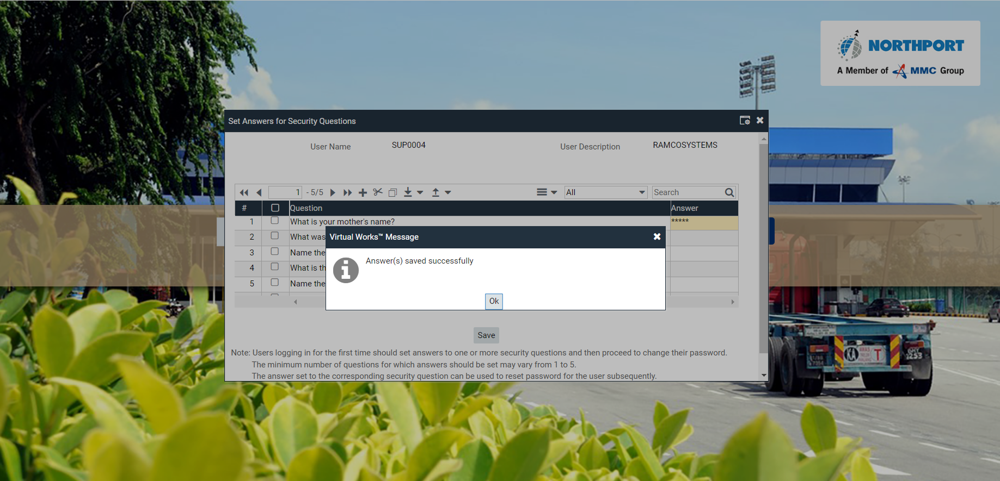 NORTHPORT
A Member of MMC Group
Set Answers for Security Questions
User Name SUP0004 User Description RAMCOSYSTEMS
1 - 5/5 All Search
# Question Answer
1 What is your mother's name? *****
2 What was
3 Name the
4 What is th
5 Name the
Virtual Works™ Message
Answer(s) saved successfully
Ok
Save
Note: Users logging in for the first time should set answers to one or more security questions and then proceed to change their password.
The minimum number of questions for which answers should be set may vary from 1 to 5.
The answer set to the corresponding security question can be used to reset password for the user subsequently.
KA
T